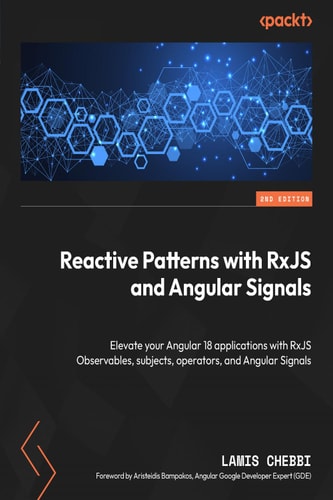 <packt>
2ND EDITION
Reactive Patterns with RxJS
and Angular Signals
Elevate your Angular 18 applications with RxJS
Observables, subjects, operators, and Angular Signals
LAMIS CHEBBI
Foreword by Aristeidis Bampakos, Angular Google Developer Expert (GDE)